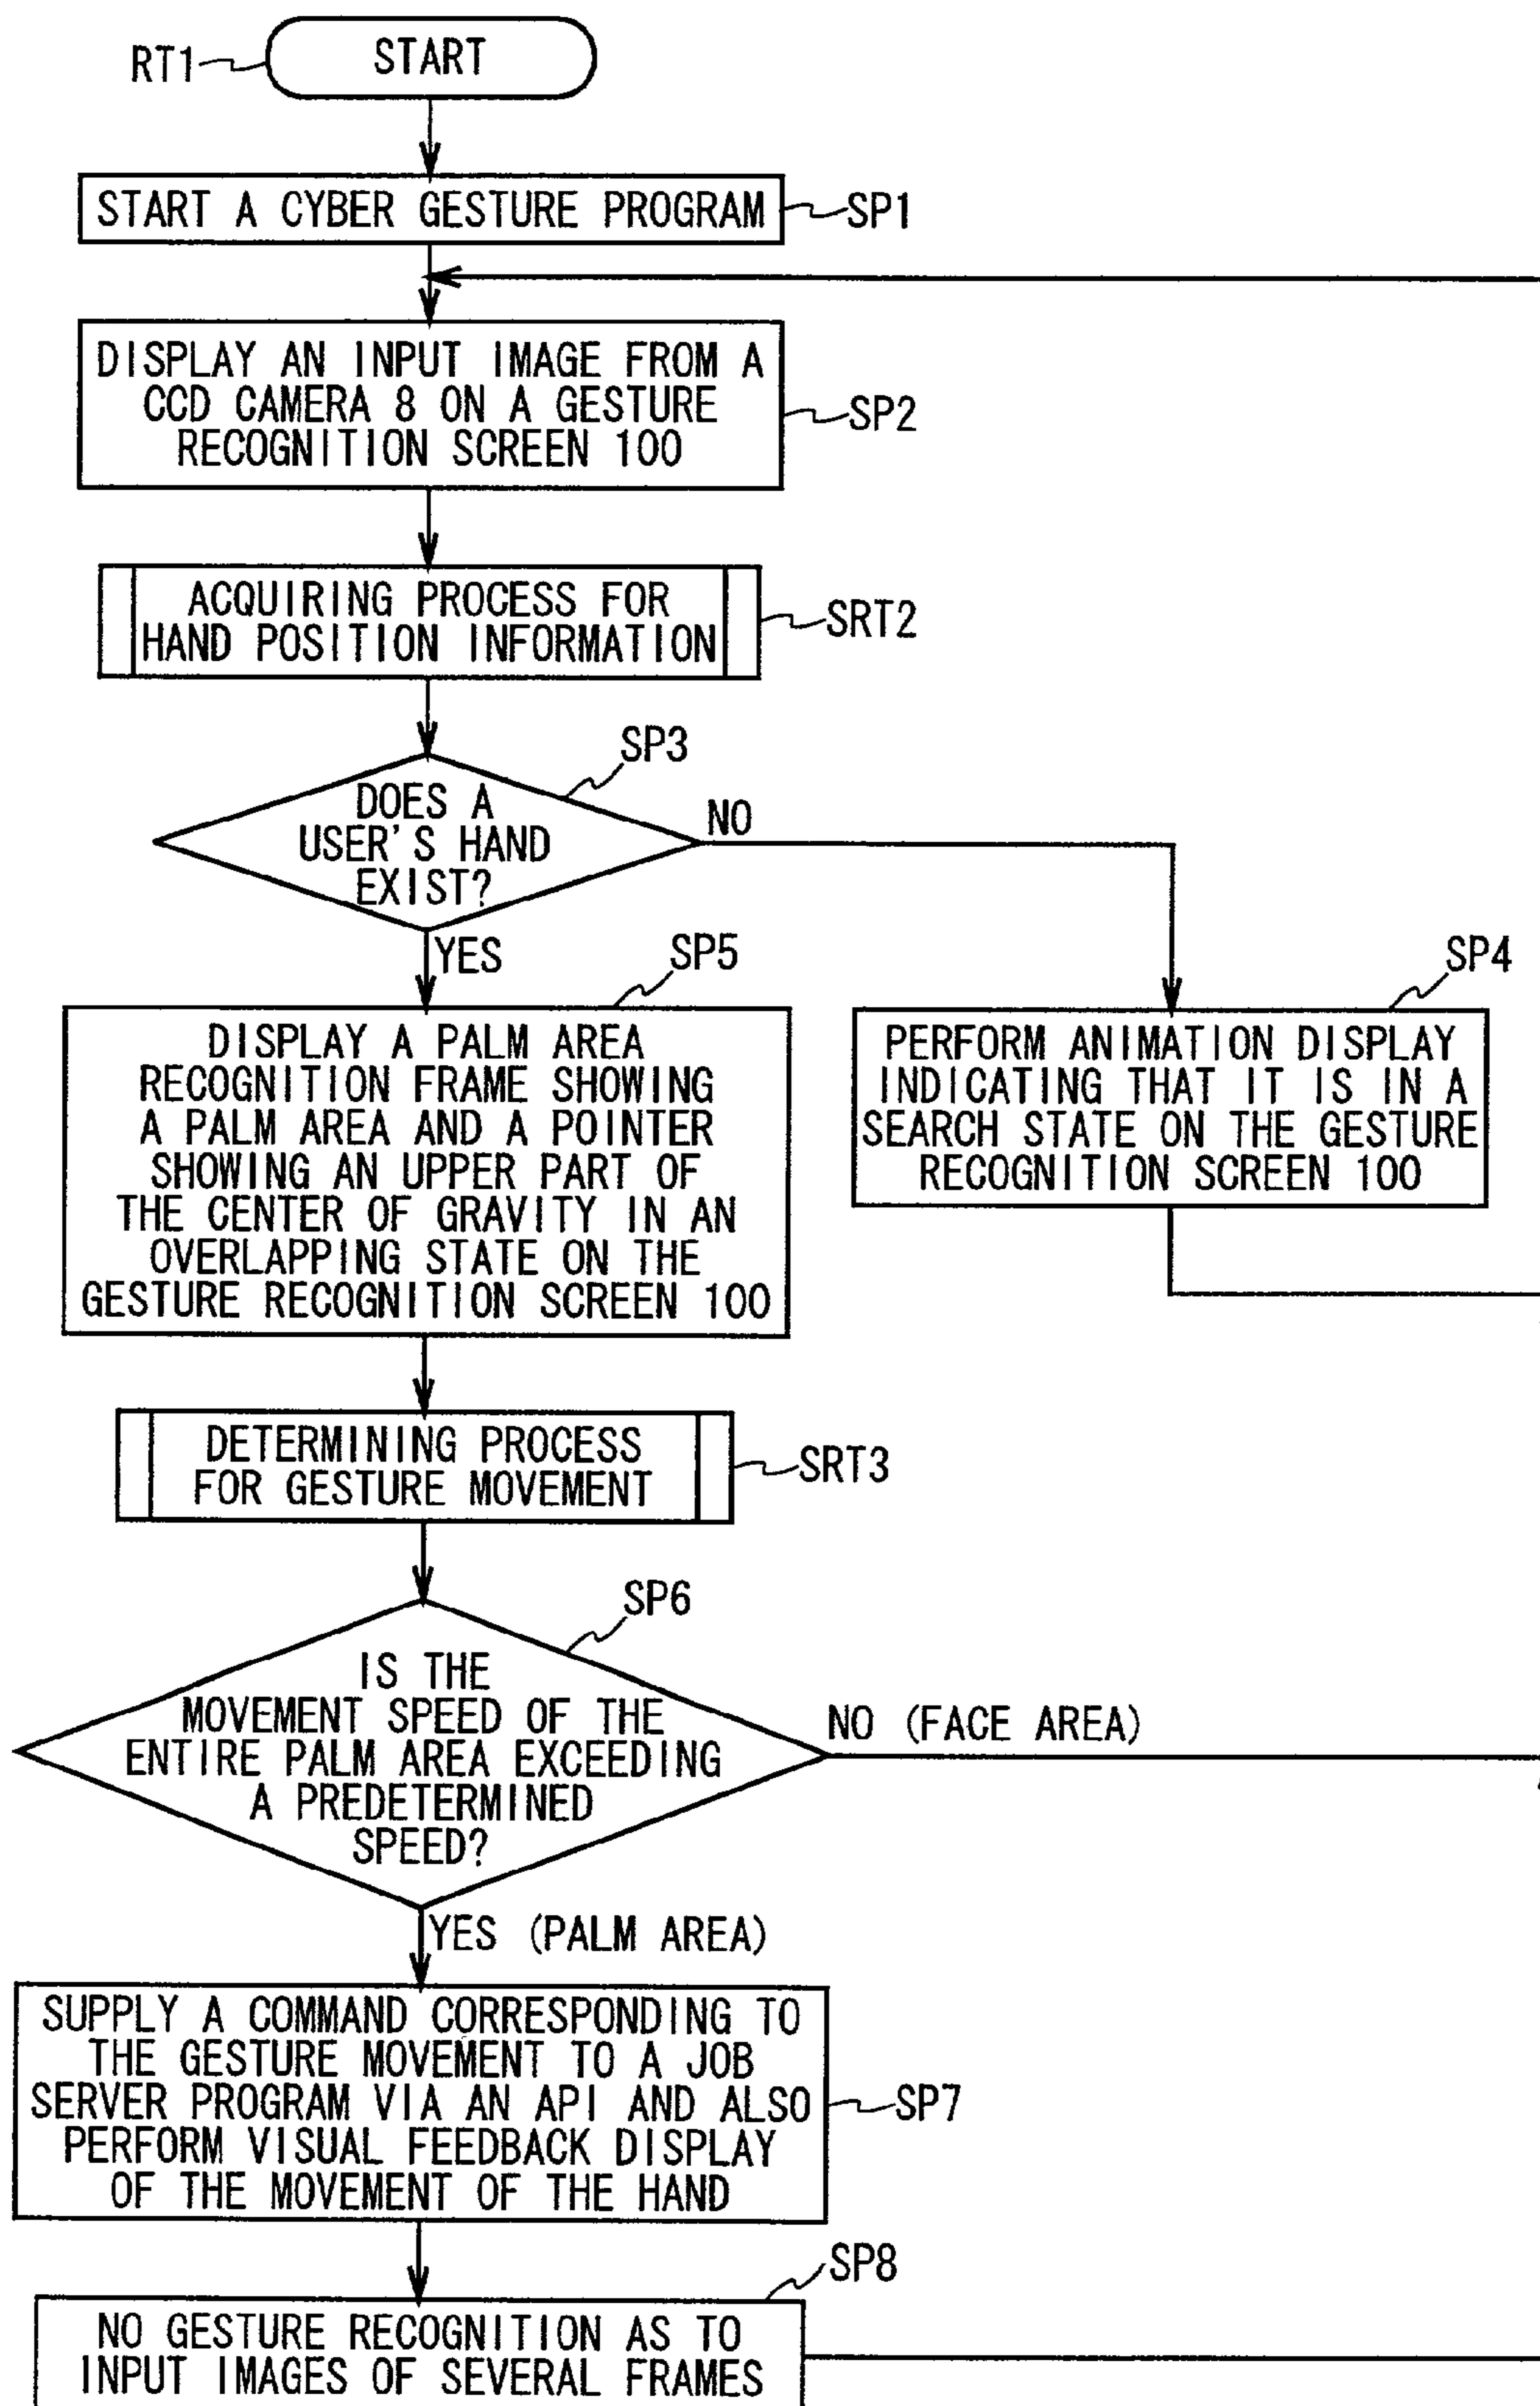 RT1
START
START A CYBER GESTURE PROGRAM
SP1
DISPLAY AN INPUT IMAGE FROM A
CCD CAMERA 8 ON A GESTURE
RECOGNITION SCREEN 100
SP2
ACQUIRING PROCESS FOR
HAND POSITION INFORMATION
SRT2
SP3
DOES A
USER'S HAND
EXIST?
NO
YES
SP5
DISPLAY A PALM AREA
RECOGNITION FRAME SHOWING
A PALM AREA AND A POINTER
SHOWING AN UPPER PART OF
THE CENTER OF GRAVITY IN AN
OVERLAPPING STATE ON THE
GESTURE RECOGNITION SCREEN 100
SP4
PERFORM ANIMATION DISPLAY
INDICATING THAT IT IS IN A
SEARCH STATE ON THE GESTURE
RECOGNITION SCREEN 100
DETERMINING PROCESS
FOR GESTURE MOVEMENT
SRT3
SP6
IS THE
MOVEMENT SPEED OF THE
ENTIRE PALM AREA EXCEEDING
A PREDETERMINED
SPEED?
NO (FACE AREA)
YES (PALM AREA)
SUPPLY A COMMAND CORRESPONDING TO
THE GESTURE MOVEMENT TO A JOB
SERVER PROGRAM VIA AN API AND ALSO
PERFORM VISUAL FEEDBACK DISPLAY
OF THE MOVEMENT OF THE HAND
SP7
SP8
NO GESTURE RECOGNITION AS TO
INPUT IMAGES OF SEVERAL FRAMES